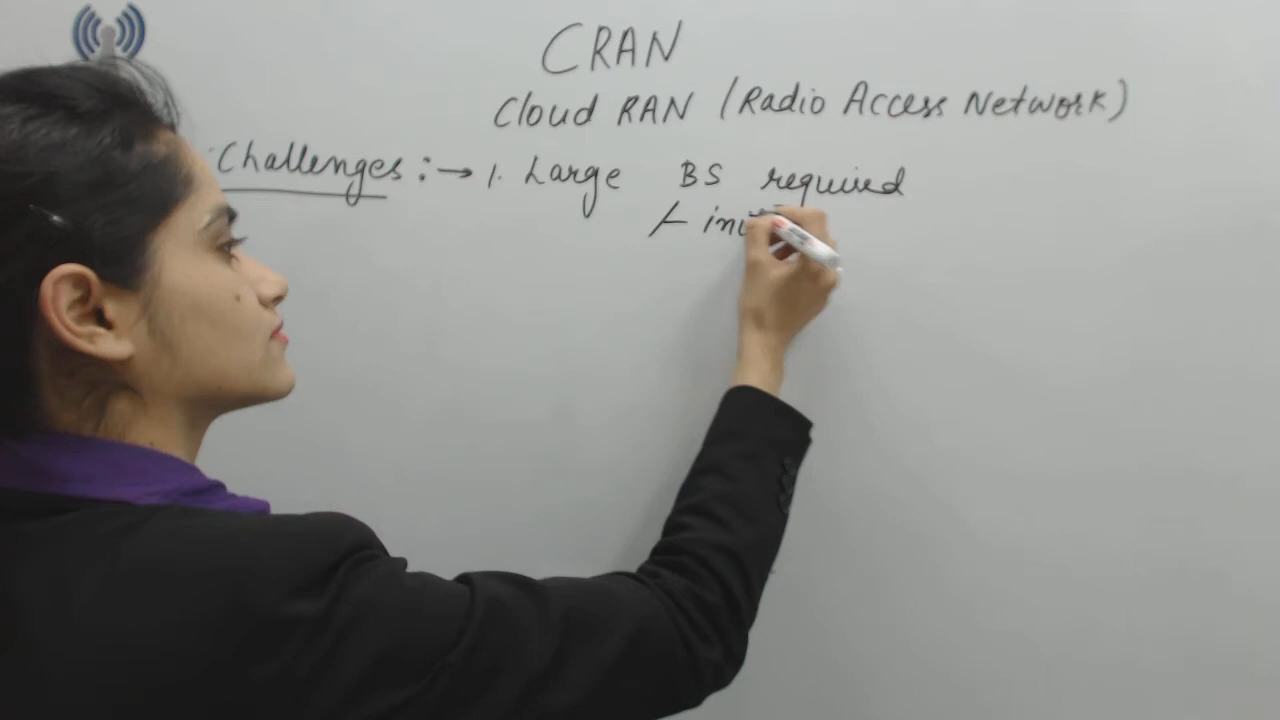 CRAN
Cloud RAN (Radio Access Network)
Challenges :→ 1. Large BS required